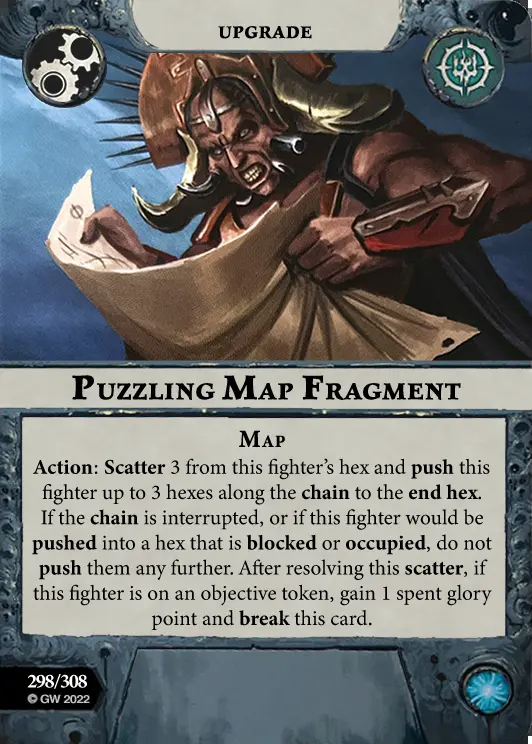 UPGRADE
PUZZLING MAP FRAGMENT
MAP
Action: Scatter 3 from this fighter's hex and push this
fighter up to 3 hexes along the chain to the end hex.
If the chain is interrupted, or if this fighter would be
pushed into a hex that is blocked or occupied, do not
push them any further. After resolving this scatter, if
this fighter is on an objective token, gain 1 spent glory
point and break this card.
298/308
© GW 2022